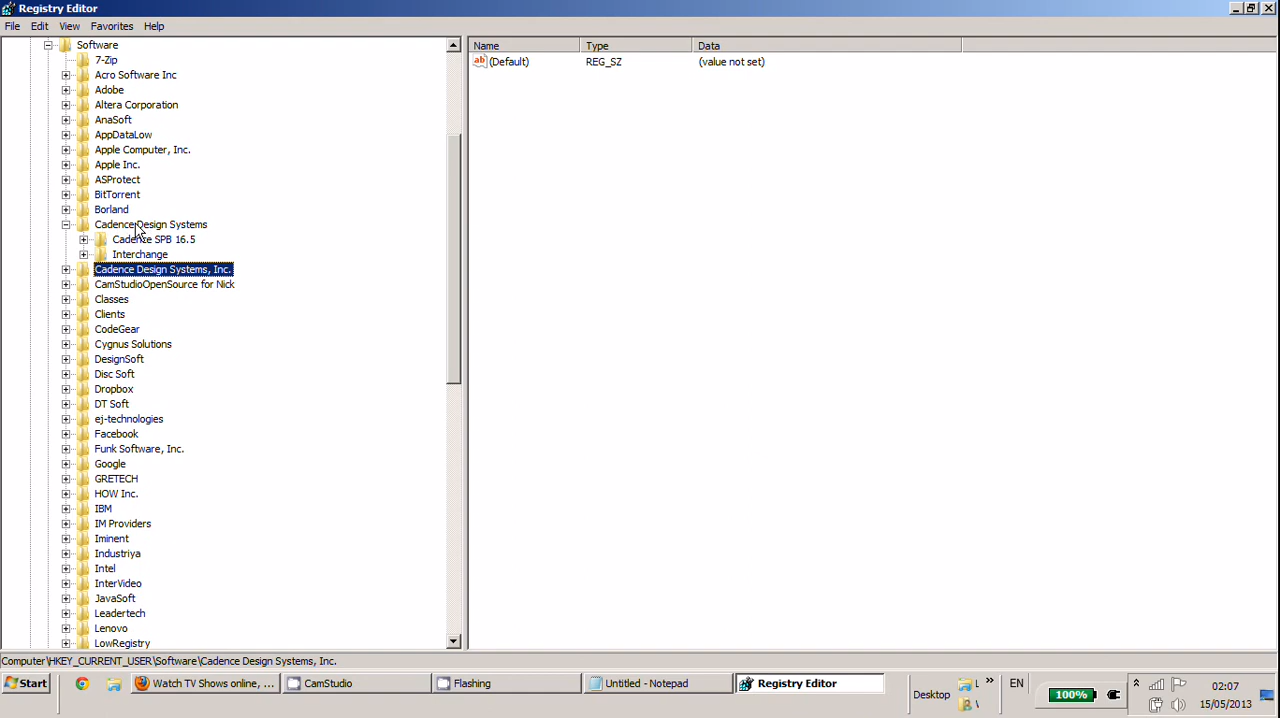 Registry Editor
File Edit View Favorites Help
Software
7-Zip
Acro Software Inc
Adobe
Altera Corporation
AnaSoft
AppDataLow
Apple Computer, Inc.
Apple Inc.
ASProtect
BitTorrent
Borland
Cadence Design Systems
Cadence SPB 16.5
Interchange
Cadence Design Systems, Inc.
CamStudioOpenSource for Nick
Classes
Clients
CodeGear
Cygnus Solutions
DesignSoft
Disc Soft
Dropbox
DT Soft
ej-technologies
Facebook
Funk Software, Inc.
Google
GRETECH
HOW Inc.
IBM
IM Providers
Iminent
Industriya
Intel
InterVideo
JavaSoft
Leadertech
Lenovo
LowRegistry
Name Type Data
ab (Default) REG_SZ (value not set)
Computer\HKEY_CURRENT_USER\Software\Cadence Design Systems, Inc.
Start Watch TV Shows online, ... CamStudio Flashing Untitled - Notepad Registry Editor Desktop L » \ EN 100% 02:07
15/05/2013